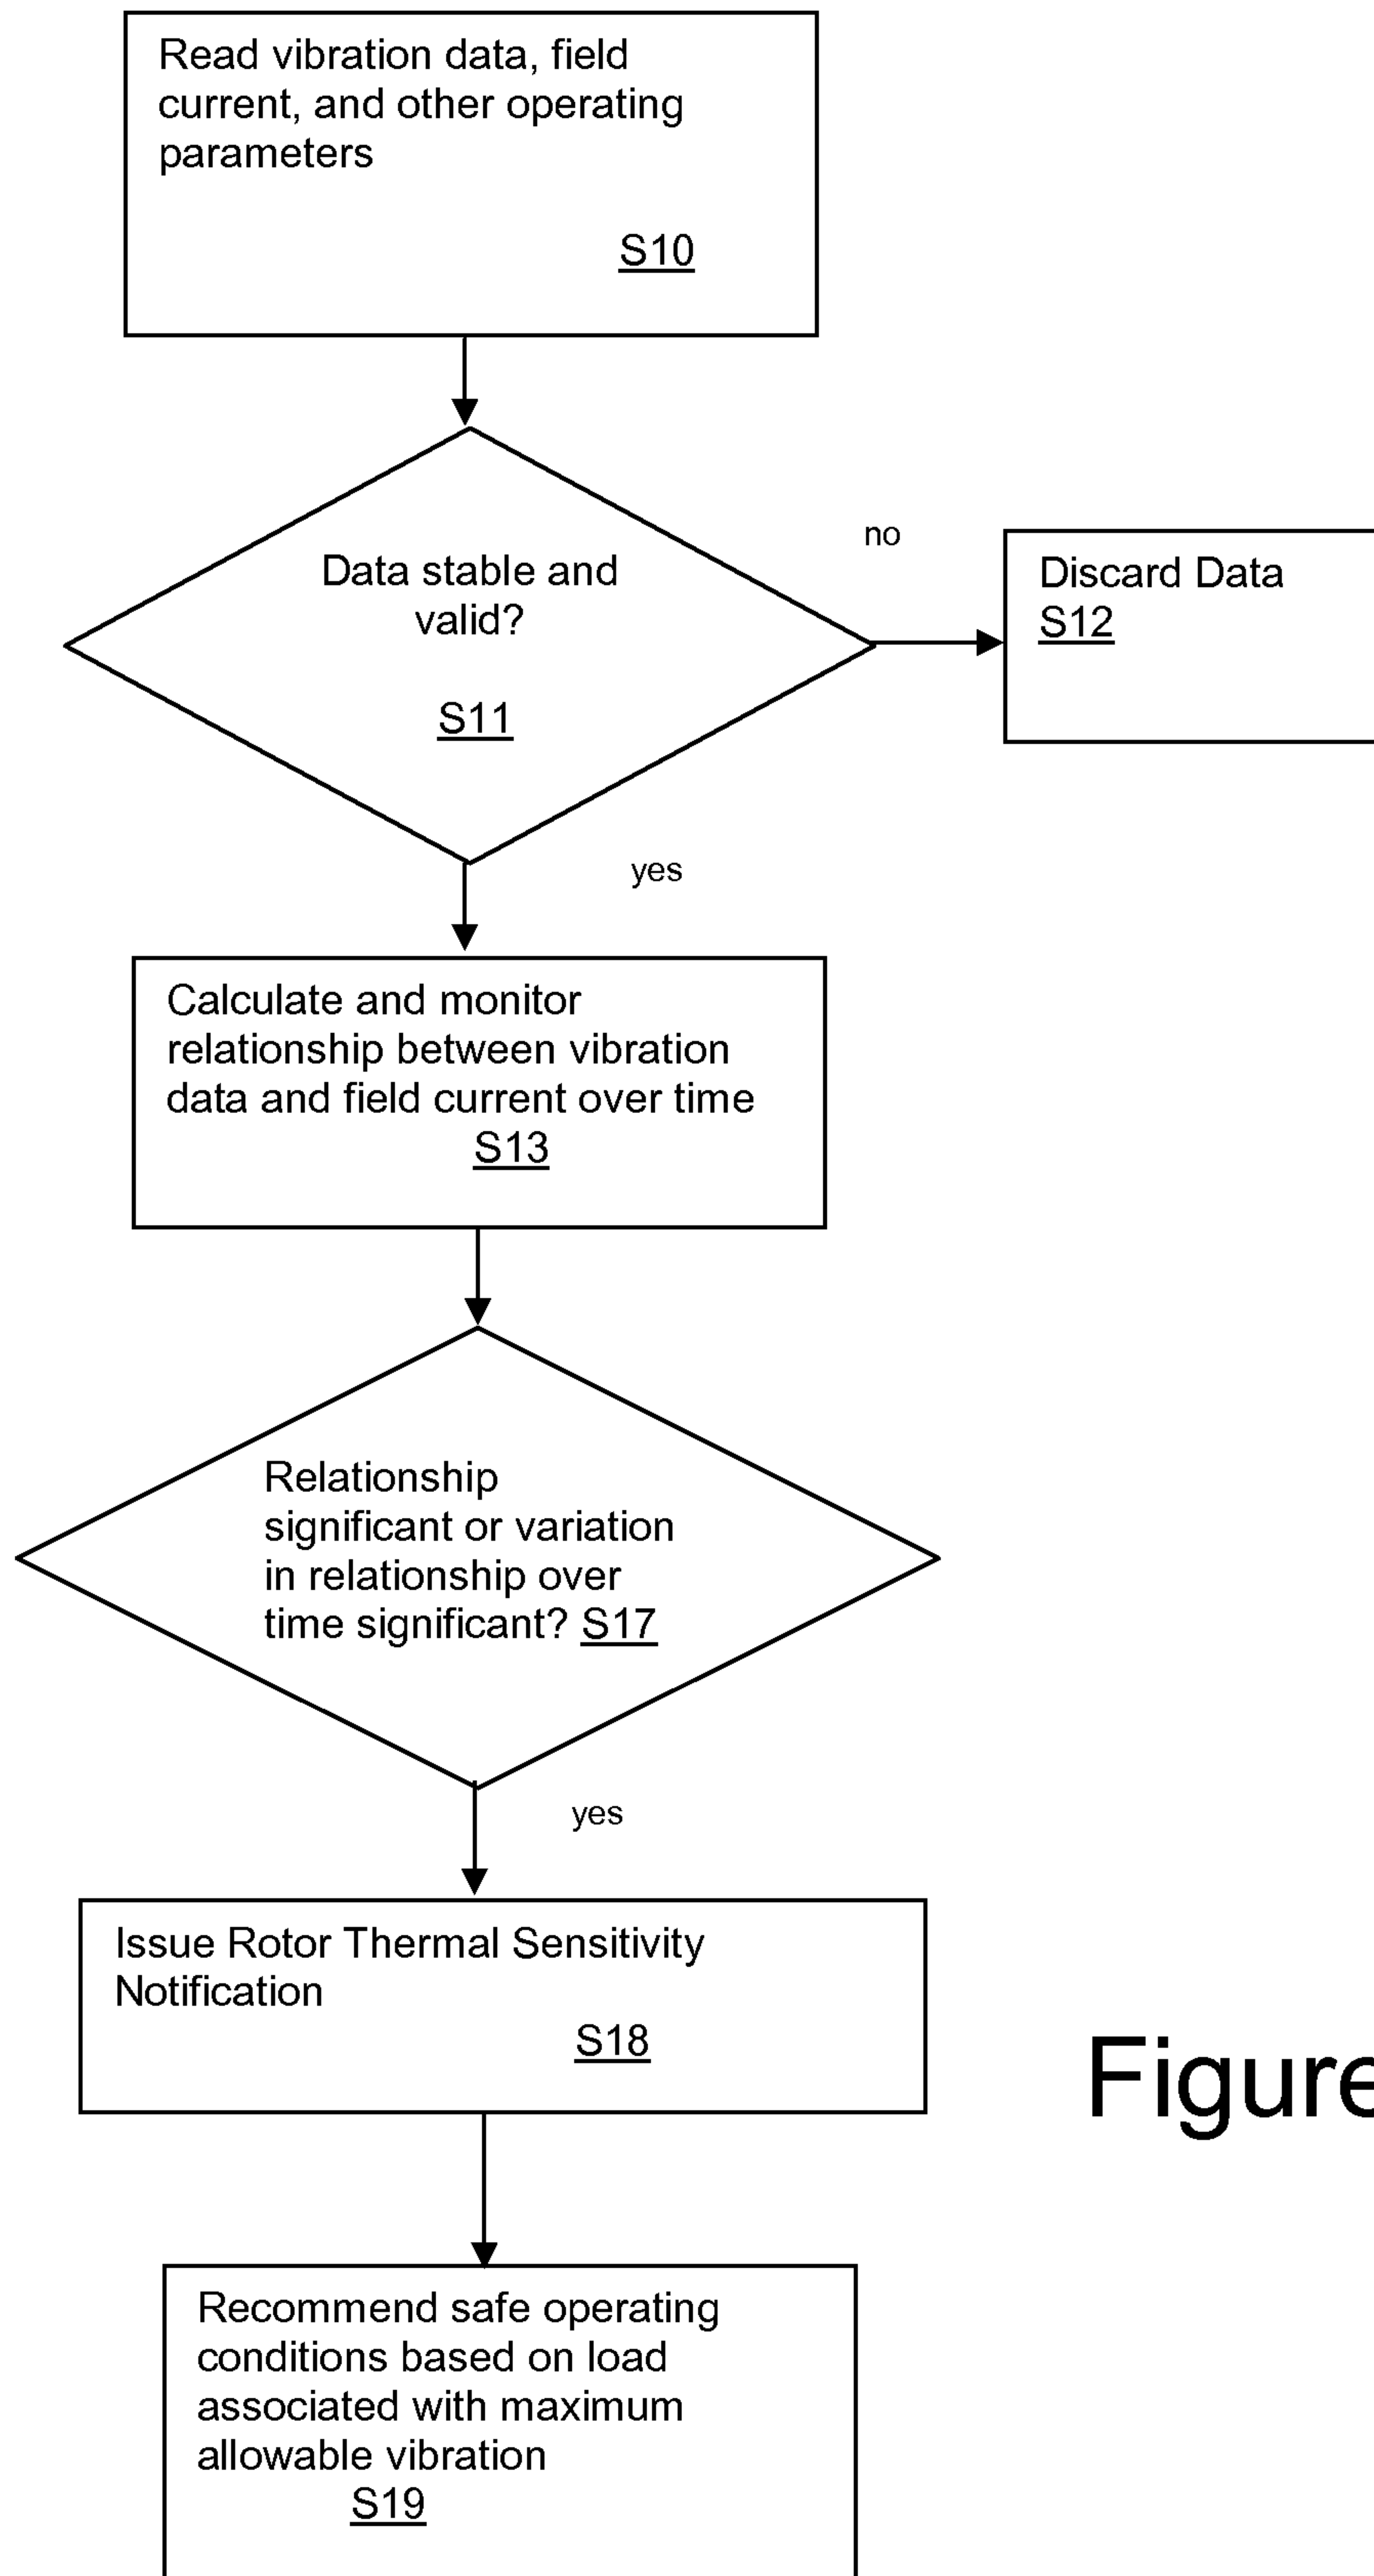 Read vibration data, field
current, and other operating
parameters
S10
Data stable and
valid?
S11
no
Discard Data
S12
yes
Calculate and monitor
relationship between vibration
data and field current over time
S13
Relationship
significant or variation
in relationship over
time significant? S17
yes
Issue Rotor Thermal Sensitivity
Notification
S18
Figure
Recommend safe operating
conditions based on load
associated with maximum
allowable vibration
S19